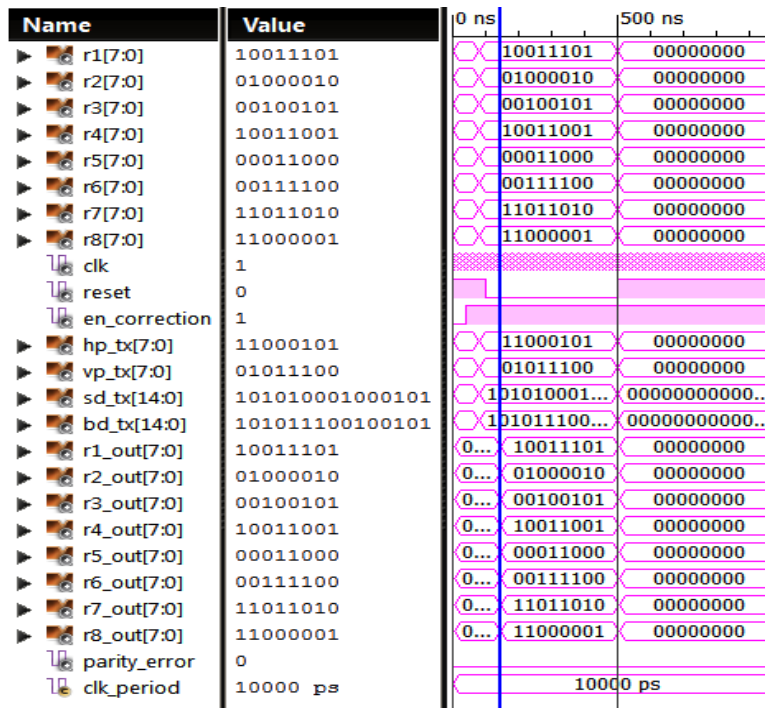 Name Value 0 ns 500 ns
r1[7:0] 10011101 10011101 00000000
r2[7:0] 01000010 01000010 00000000
r3[7:0] 00100101 00100101 00000000
r4[7:0] 10011001 10011001 00000000
r5[7:0] 00011000 00011000 00000000
r6[7:0] 00111100 00111100 00000000
r7[7:0] 11011010 11011010 00000000
r8[7:0] 11000001 11000001 00000000
clk 1
reset 0
en_correction 1
hp_tx[7:0] 11000101 11000101 00000000
vp_tx[7:0] 01011100 01011100 00000000
sd_tx[14:0] 101010001000101 101010001... 00000000000...
bd_tx[14:0] 101011100100101 101011100... 00000000000...
r1_out[7:0] 10011101 0... 10011101 00000000
r2_out[7:0] 01000010 0... 01000010 00000000
r3_out[7:0] 00100101 0... 00100101 00000000
r4_out[7:0] 10011001 0... 10011001 00000000
r5_out[7:0] 00011000 0... 00011000 00000000
r6_out[7:0] 00111100 0... 00111100 00000000
r7_out[7:0] 11011010 0... 11011010 00000000
r8_out[7:0] 11000001 0... 11000001 00000000
parity_error 0
clk_period 10000 ps 10000 ps